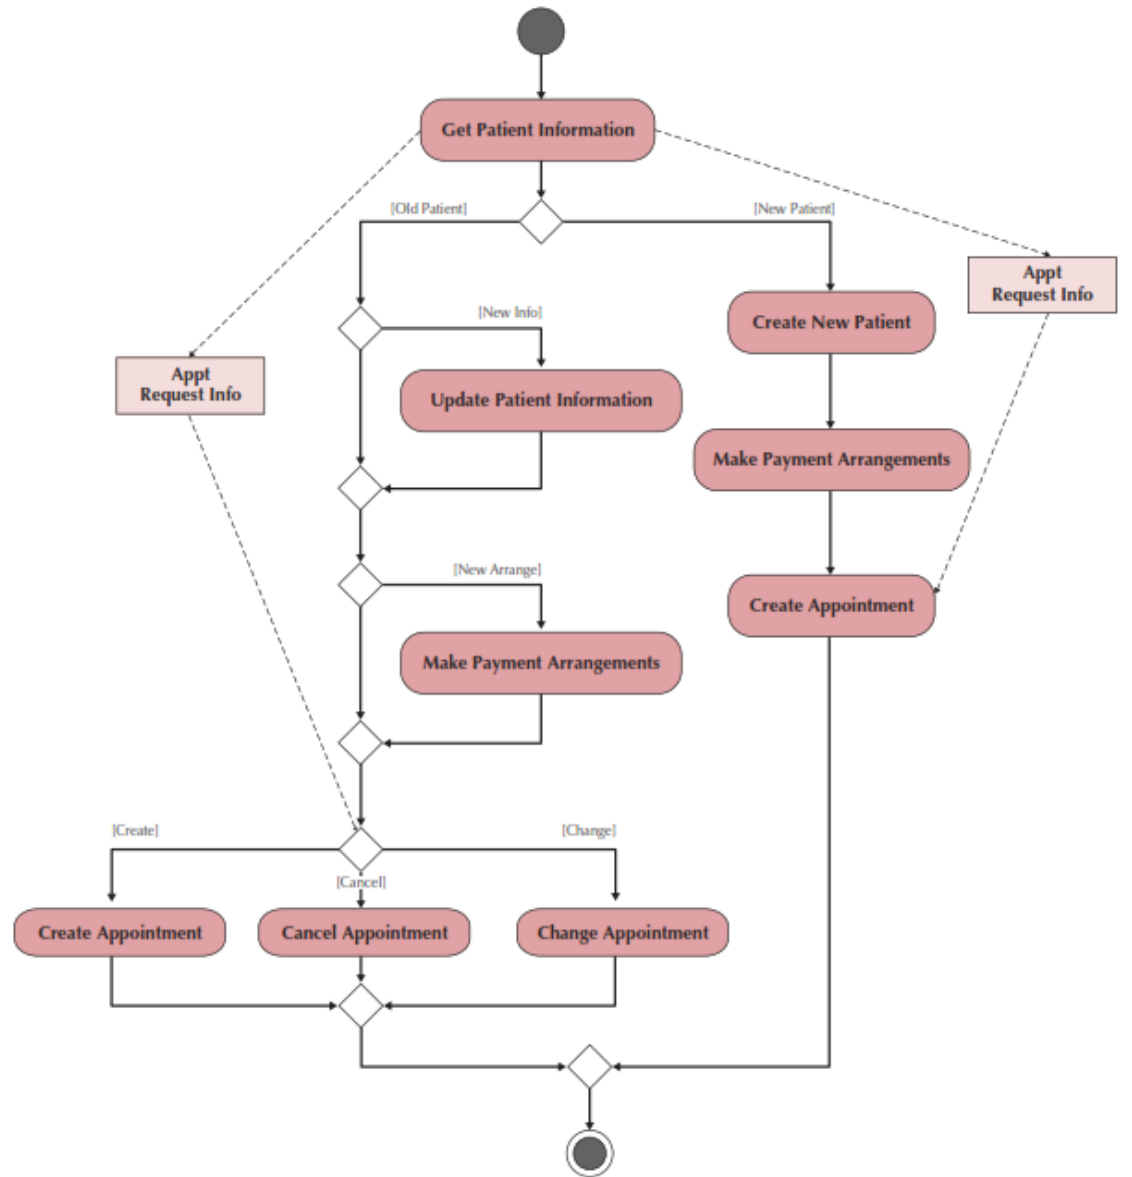 Get Patient Information
[Old Patient]
[New Patient]
Appt
Request Info
[New Info]
Create New Patient
Appt
Request Info
Update Patient Information
Make Payment Arrangements
[New Arrange]
Create Appointment
Make Payment Arrangements
[Create]
[Change]
[Cancel]
Create Appointment
Cancel Appointment
Change Appointment